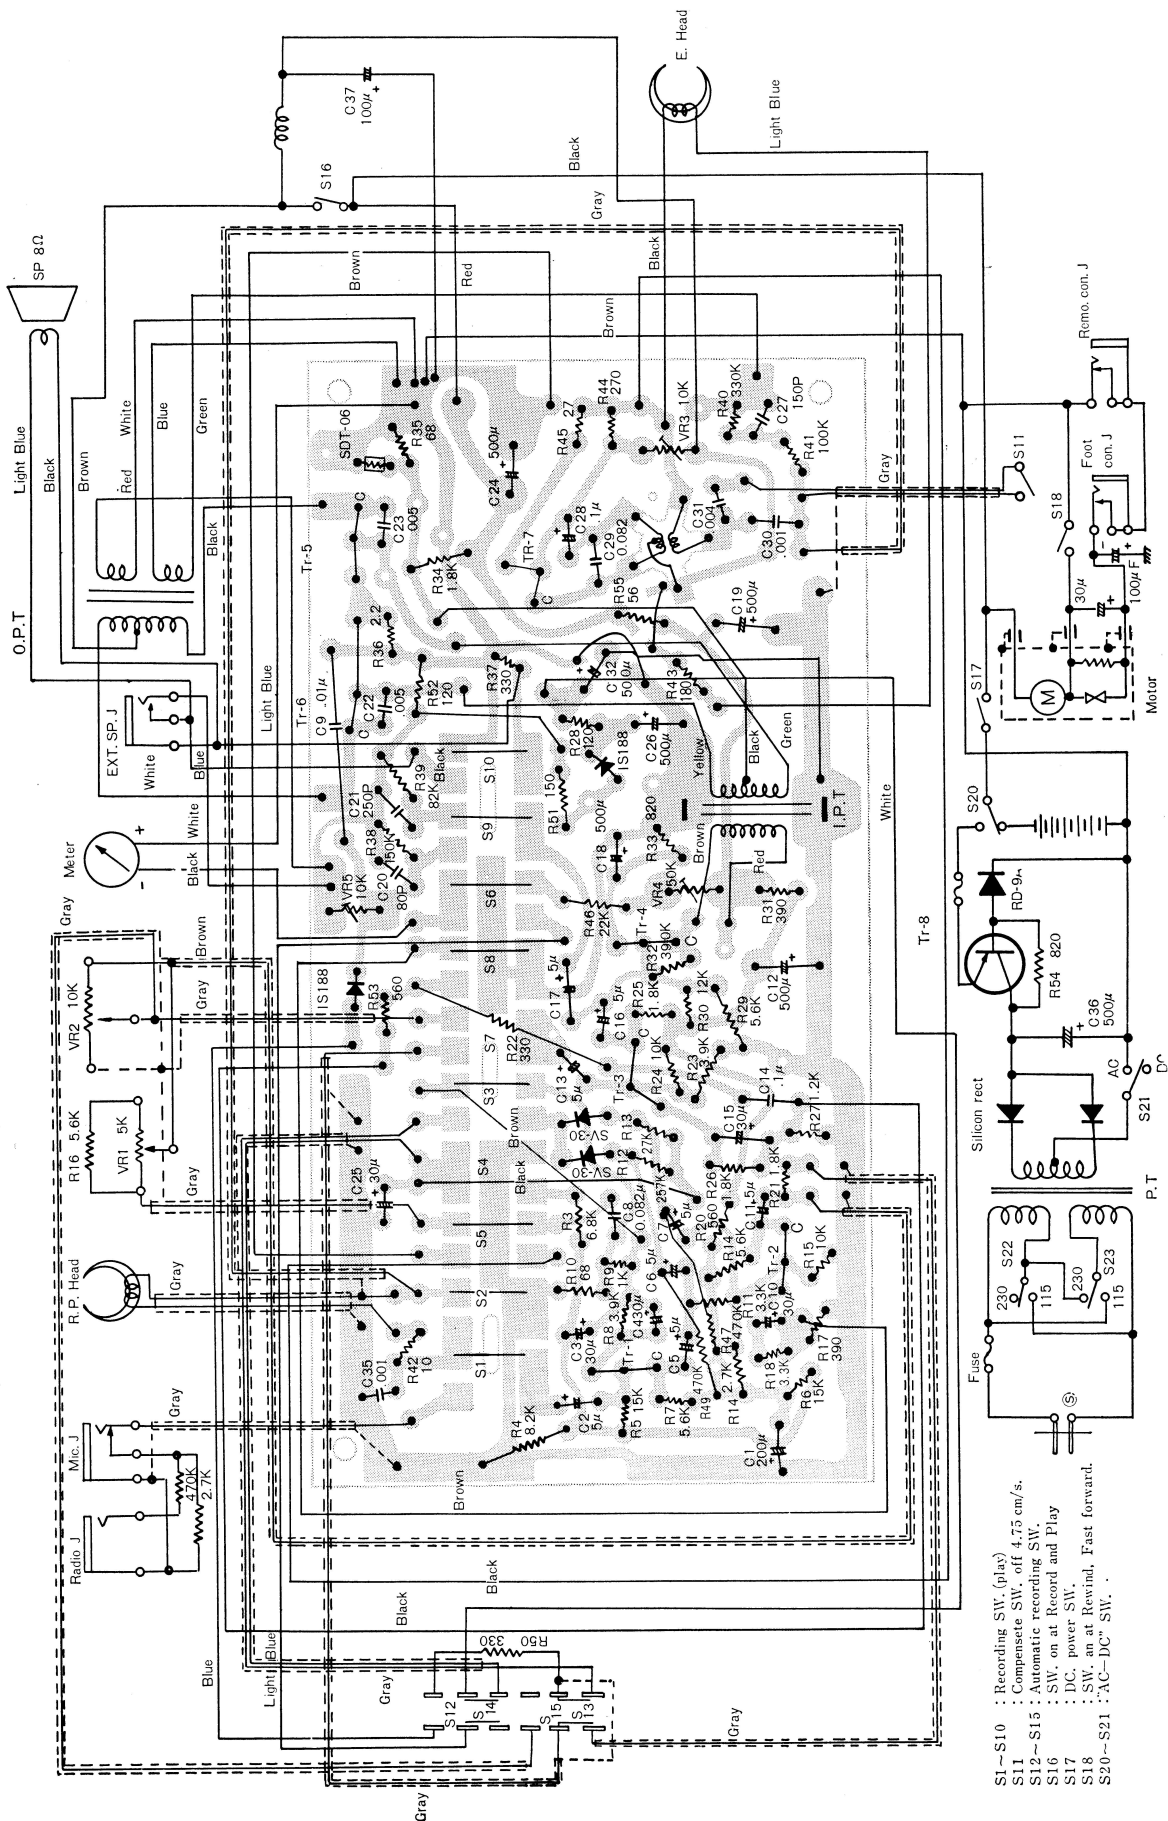 O.P.T
SP 8Ω
Light Blue
Black
Brown
Red
White
Blue
Green
Black
EXT. SP. J
White
Blue
Meter
+
-
White
Black
Light Blue
Gray
Brown
VR2
10K
Gray
R16 5.6K
VR1
5K
Gray
R.P. Head
Gray
Mic. J
Gray
Radio J
470K
2.7K
S16
C37
100μ
+
Brown
Red
Black
Gray
E. Head
Light Blue
Black
Brown
Tr-5
SDT-06
R35
68
C
C23
.005
C24
500μ
+
R45
27
R44
270
VR3 10K
R40
330K
C27
150P
R41
100K
Gray
R34
1.8K
TR-7
C
C28
.1μ
+
C29
0.082
C31
.004
C30
.001
R36
2.2
R55
56
C19
500μ
+
Tr-6
C9 .01μ
C22
.005
C
R52
120
R37
330
C32
500μ
+
R43
180
C21
250P
R39
82K
Black
S10
S9
R28
120
IS188
R51 150
C26
500μ
+
Yellow
Black
Green
I.P.T
White
R38
150K
C20
80P
VR5
10K
S6
C18
500μ
+
R33
820
Brown
Red
VR4
50K
R46
22K
Tr-4
C
R31
390
IS188
R53
560
S8
C17
5μ
+
R32
390K
C12
500μ
+
C16 5μ
+
R25
1.8K
R30 12K
R29
5.6K
S7
R22
330
C13
5μ
+
Tr-3
C
R24 10K
R23
3.9K
C14
.1μ
S3
Brown
SV-30
SV-30
R13
27K
R12
C15
30μ
+
R27
1.2K
C25
30μ
+
S4
Black
R26
1.8K
R21 1.8K
S5
R3
6.8K
C8
0.082μ
C7
5μ
+
R20
560
C11
5μ
+
S2
R10
68
R9
1K
C6 5μ
+
R14
5.6K
Tr-2
C
R15
10K
R8
3.9K
C4
30μ
+
R11
3.3K
C10
30μ
+
S1
C3
30μ
+
Tr-1
C
C5
5μ
+
R47
470K
R17
390
R42
10
C35
.001
R18
3.3K
R4
8.2K
C2
5μ
+
R5 15K
R7
5.6K
R49
470K
R14
2.7K
R6
15K
C1
200μ
+
Brown
Black
Black
Blue
Light Blue
Gray
R50
330
S12
S
14
S
15
S
13
Gray
Gray
Remo. con. J
Foot
con. J
S11
S18
100μF
30μ
+
-
+
S17
M
Motor
S20
RD-9A
Tr-8
R54 820
C36
500μ
+
AC
DC
S21
Silicon rect
P.T
S22
S23
230
115
230
115
Fuse
S
S1~S10 : Recording SW. (play)
S11 : Compensete SW. off 4.75 cm/s.
S12~S15 : Automatic recording SW.
S16 : SW. on at Record and Play
S17 : DC. power SW.
S18 : SW. an at Rewind, Fast forward.
S20~S21 : "AC—DC" SW.